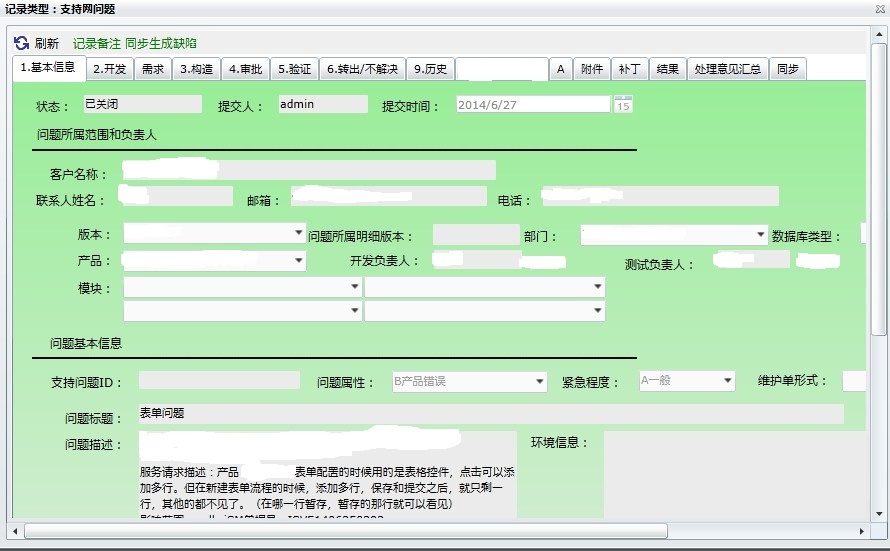 记录类型：支持网问题
刷新 记录备注 同步生成缺陷
1.基本信息 2.开发 需求 3.构造 4.审批 5.验证 6.转出/不解决 9.历史 A 附件 补丁 结果 处理意见汇总 同步
状态： 已关闭 提交人： admin 提交时间： 2014/6/27 15
问题所属范围和负责人
客户名称：
联系人姓名： 邮箱： 电话：
版本： 问题所属明细版本： 部门： 数据库类型：
产品： 开发负责人： 测试负责人：
模块：
问题基本信息
支持问题ID： 问题属性： B产品错误 紧急程度： A一般 维护单形式：
问题标题： 表单问题
问题描述： 环境信息：
服务请求描述：产品 表单配置的时候用的是表格控件，点击可以添
加多行。但在新建表单流程的时候，添加多行，保存和提交之后，就只剩一
行，其他的都不见了。（在哪一行暂存，暂存的那行就可以看见）